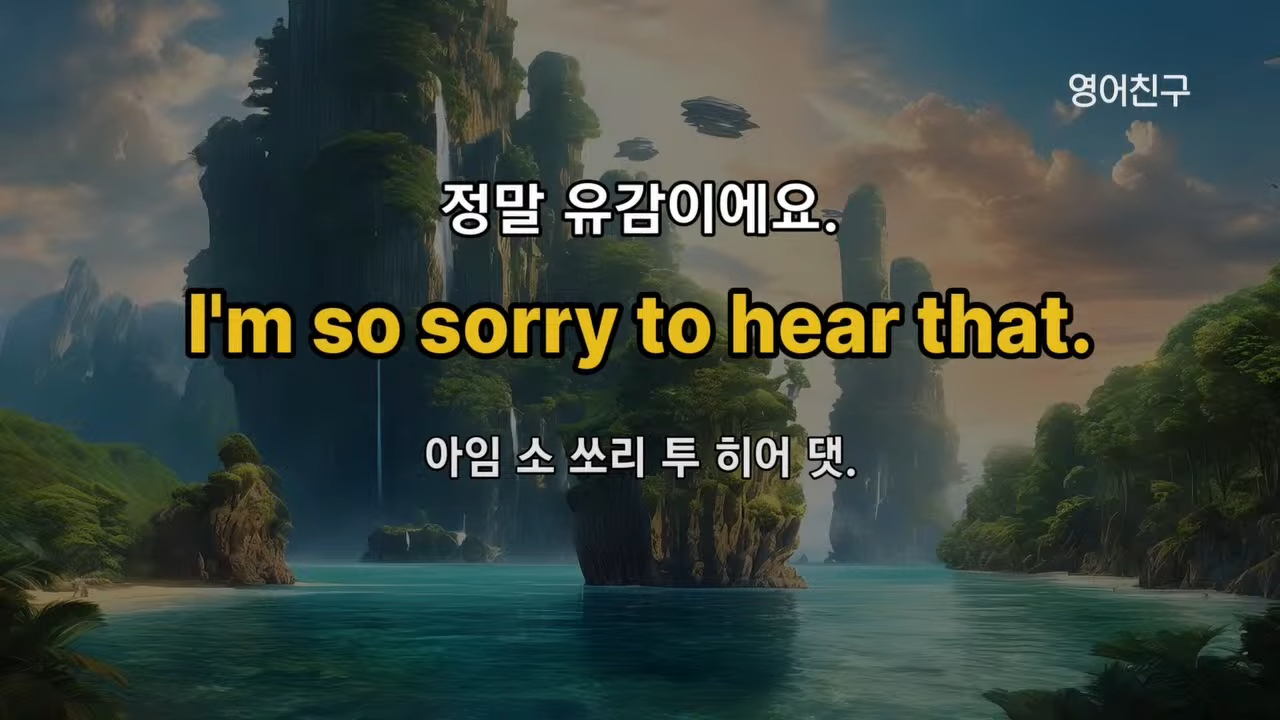 영어친구
정말 유감이에요.
I'm so sorry to hear that.
아임 소 쏘리 투 히어 댓.